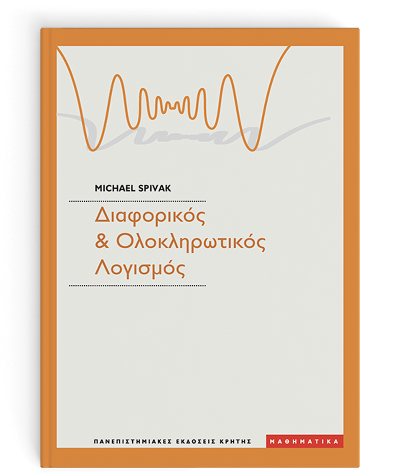 MICHAEL SPIVAK
Διαφορικός
& Ολοκληρωτικός
Λογισμός
ΠΑΝΕΠΙΣΤΗΜΙΑΚΕΣ ΕΚΔΟΣΕΙΣ ΚΡΗΤΗΣ ΜΑΘΗΜΑΤΙΚΑ